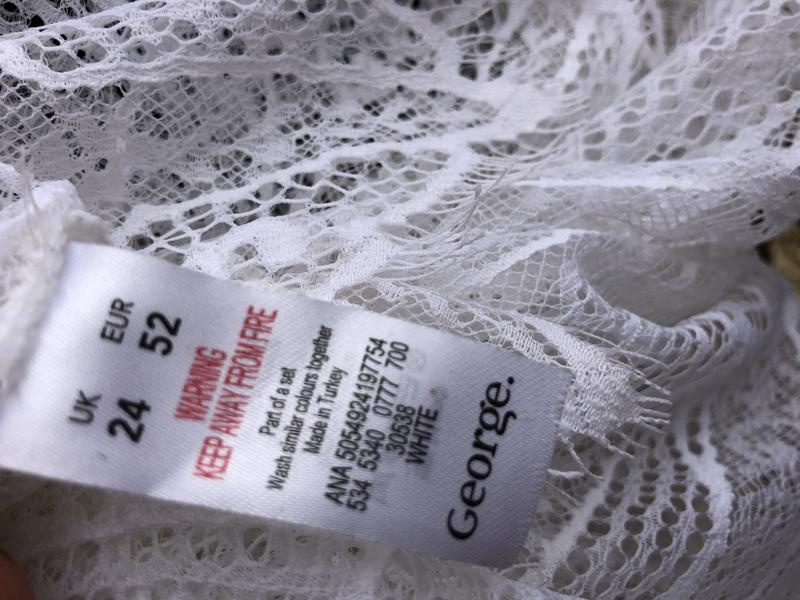 UK EUR
24 52
WARNING
KEEP AWAY FROM FIRE
Part of a set
Wash similar colours together
Made in Turkey
ANA 5054924197754
534 5340 0777 700
30538
WHITE
George.